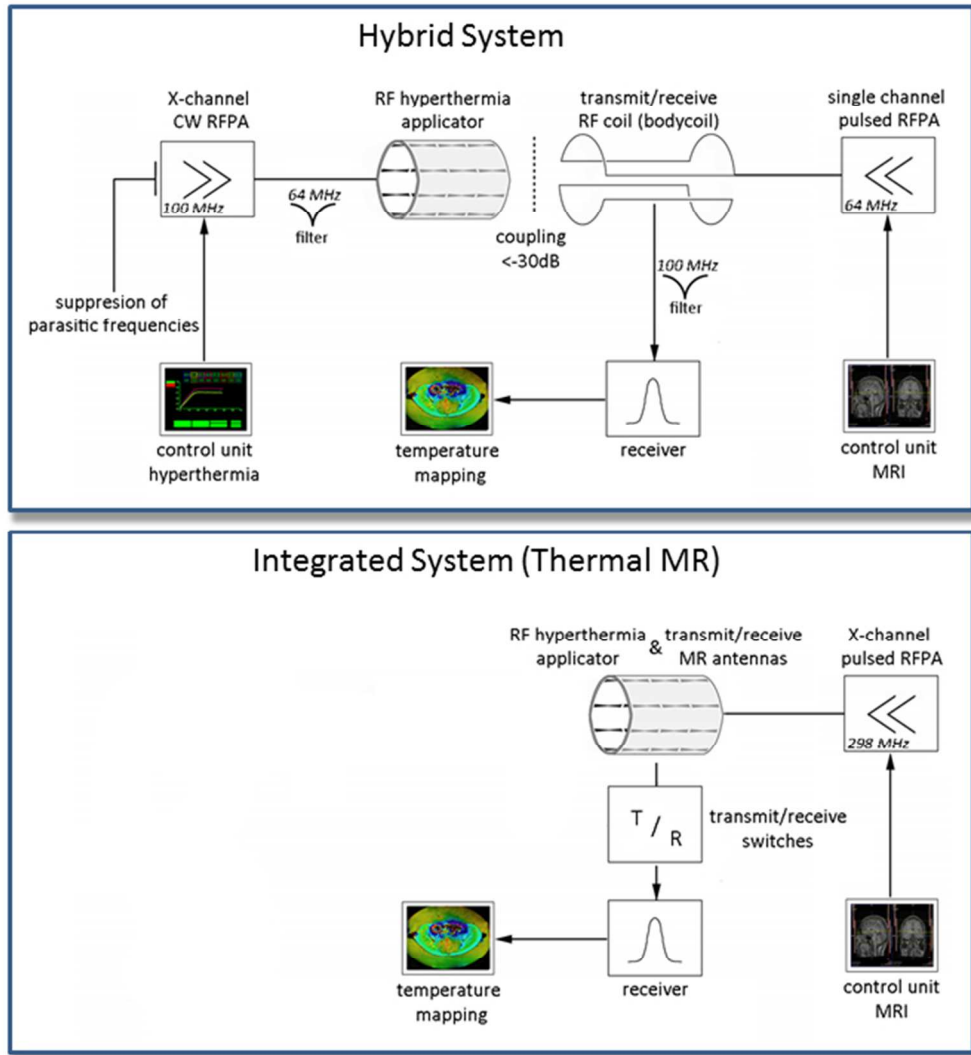 Hybrid System
X-channel
CW RFPA
RF hyperthermia
applicator
transmit/receive
RF coil (bodycoil)
single channel
pulsed RFPA
100 MHz
64 MHz
filter
coupling
<-30dB
64 MHz
100 MHz
filter
suppresion of
parasitic frequencies
control unit
hyperthermia
temperature
mapping
receiver
control unit
MRI
Integrated System (Thermal MR)
RF hyperthermia & transmit/receive
applicator MR antennas
X-channel
pulsed RFPA
298 MHz
T / R
transmit/receive
switches
temperature
mapping
receiver
control unit
MRI